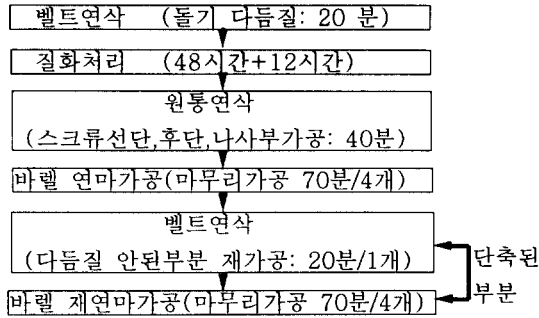 벨트연삭 (돌기 다듬질: 20 분)
질화처리 (48시간+12시간)
원통연삭
(스크류선단,후단,나사부가공: 40분)
바렐 연마가공(마무리가공 70분/4개)
벨트연삭
(다듬질 안된부분 재가공: 20분/1개)
단축된
부분
바렐 재연마가공(마무리가공 70분/4개)